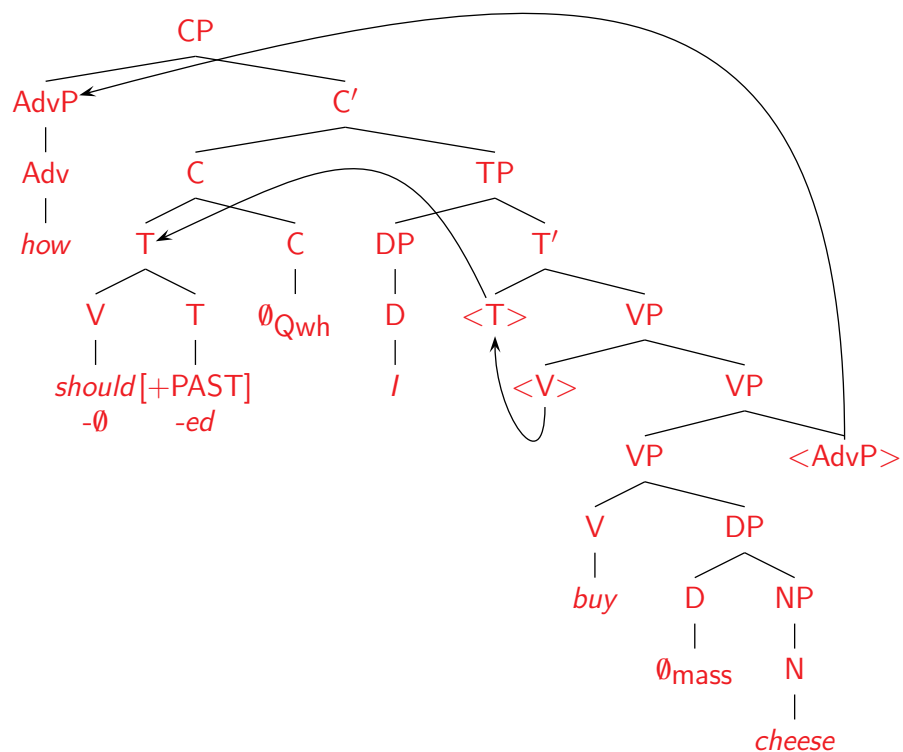 CP
AdvP C′
Adv C TP
how T C DP T′
V T ∅Qwh D <T> VP
should [+PAST] I <V> VP
-∅ -ed
VP <AdvP>
V DP
buy D NP
∅mass N
cheese